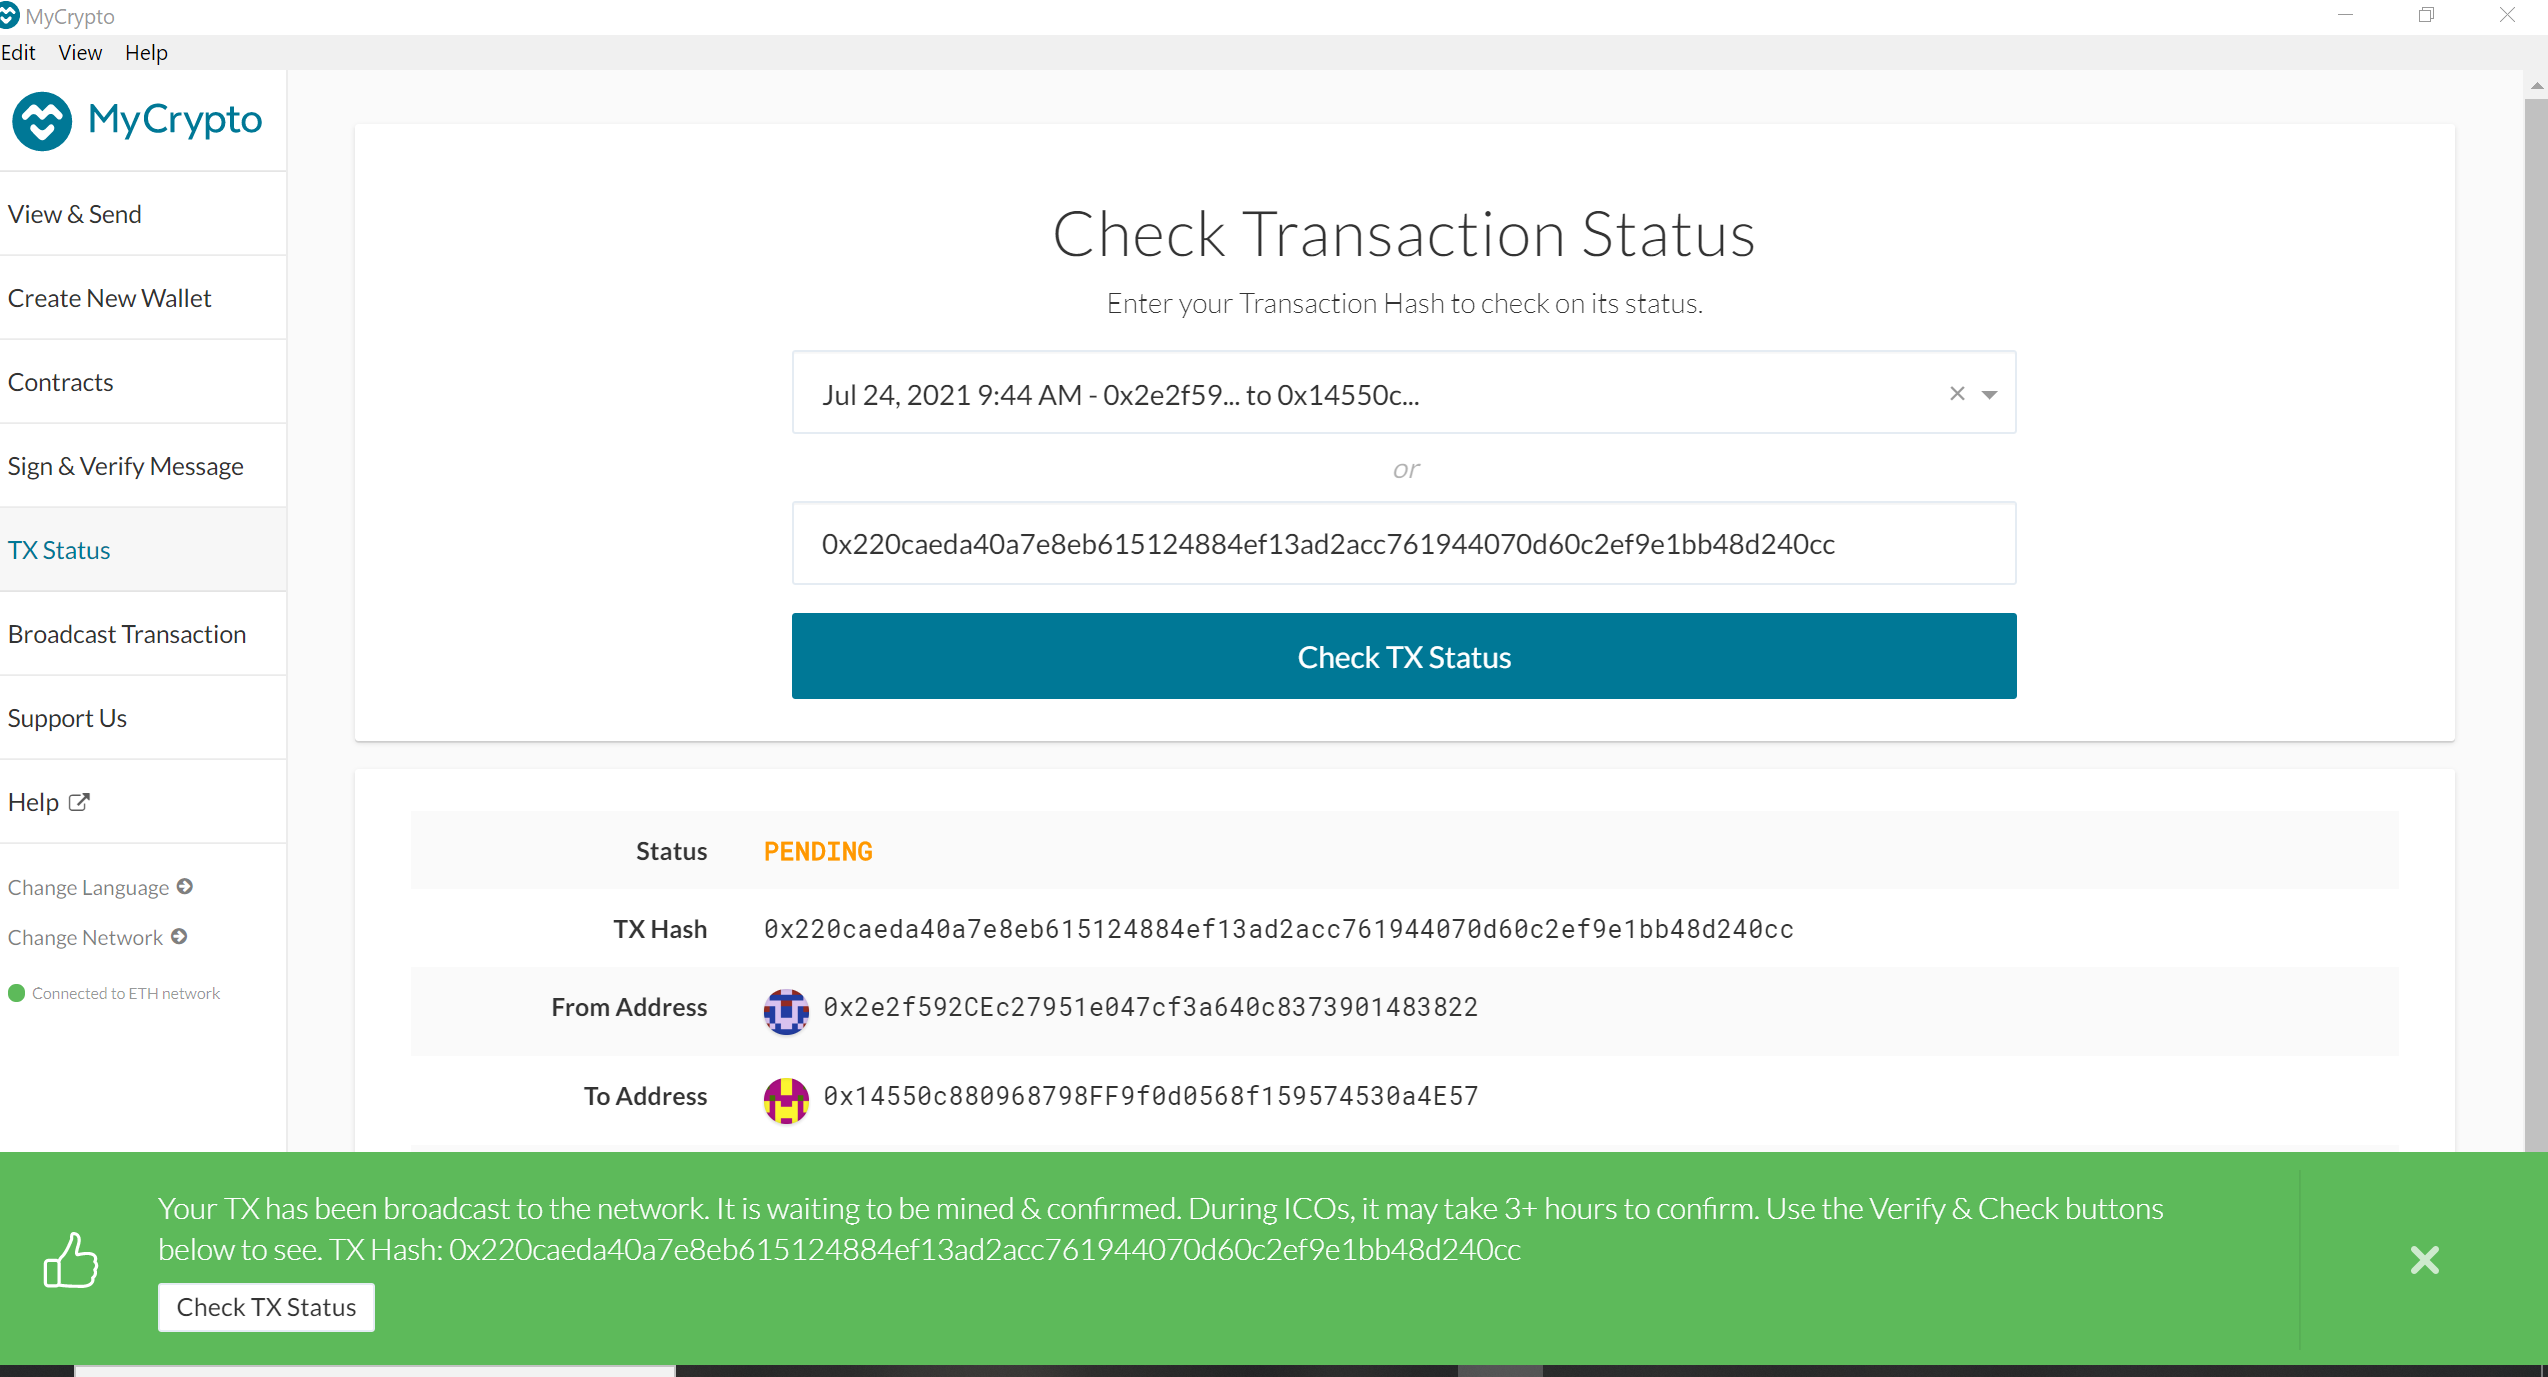 MyCrypto
Edit View Help
MyCrypto
View & Send
Create New Wallet
Contracts
Sign & Verify Message
TX Status
Broadcast Transaction
Support Us
Help
Change Language
Change Network
Connected to ETH network
Check Transaction Status
Enter your Transaction Hash to check on its status.
Jul 24, 2021 9:44 AM - 0x2e2f59... to 0x14550c...
or
0x220caeda40a7e8eb615124884ef13ad2acc761944070d60c2ef9e1bb48d240cc
Check TX Status
Status PENDING
TX Hash 0x220caeda40a7e8eb615124884ef13ad2acc761944070d60c2ef9e1bb48d240cc
From Address 0x2e2f592CEc27951e047cf3a640c8373901483822
To Address 0x14550c880968798FF9f0d0568f159574530a4E57
Your TX has been broadcast to the network. It is waiting to be mined & confirmed. During ICOs, it may take 3+ hours to confirm. Use the Verify & Check buttons
below to see. TX Hash: 0x220caeda40a7e8eb615124884ef13ad2acc761944070d60c2ef9e1bb48d240cc
Check TX Status